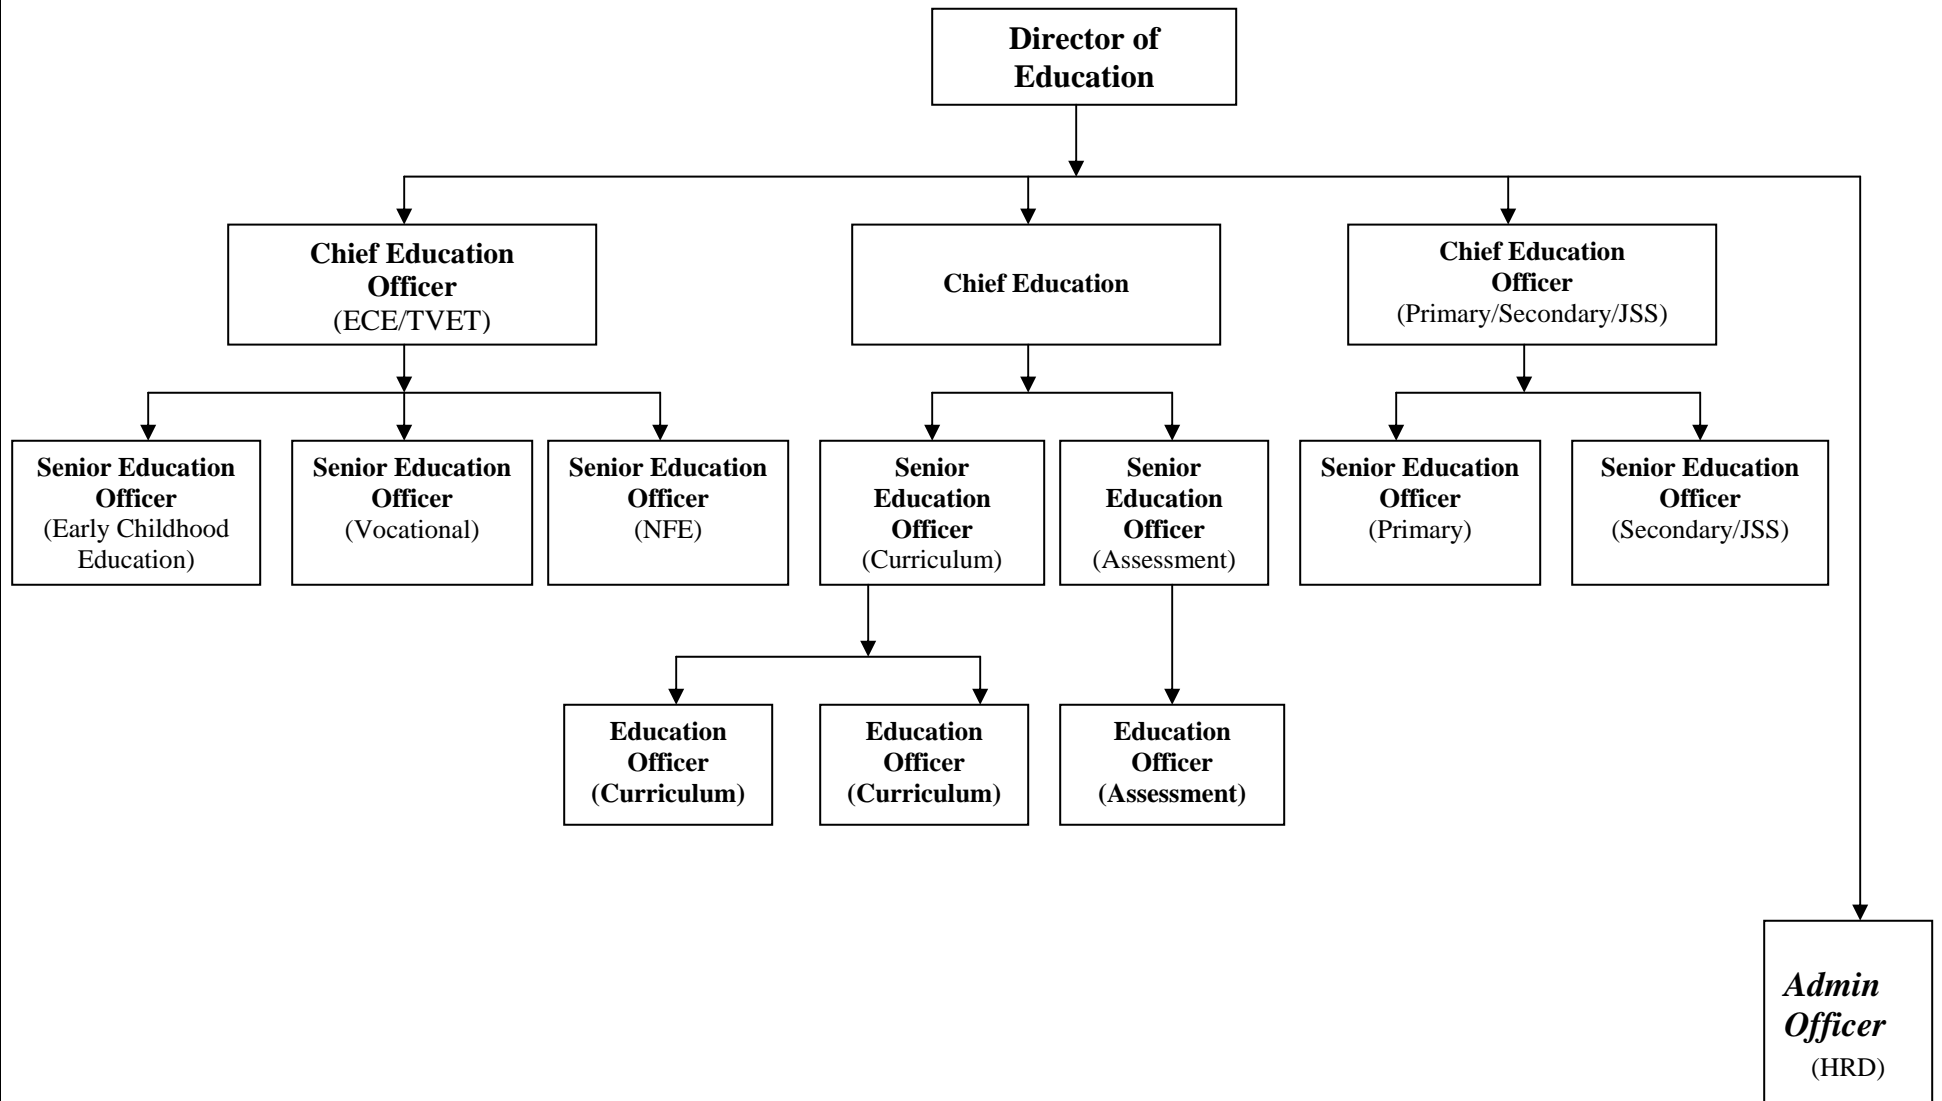 Director of
Education
Chief Education
Officer
(ECE/TVET)
Chief Education
Chief Education
Officer
(Primary/Secondary/JSS)
Senior Education
Officer
(Early Childhood
Education)
Senior Education
Officer
(Vocational)
Senior Education
Officer
(NFE)
Senior
Education
Officer
(Curriculum)
Senior
Education
Officer
(Assessment)
Senior Education
Officer
(Primary)
Senior Education
Officer
(Secondary/JSS)
Education
Officer
(Curriculum)
Education
Officer
(Curriculum)
Education
Officer
(Assessment)
Admin
Officer
(HRD)